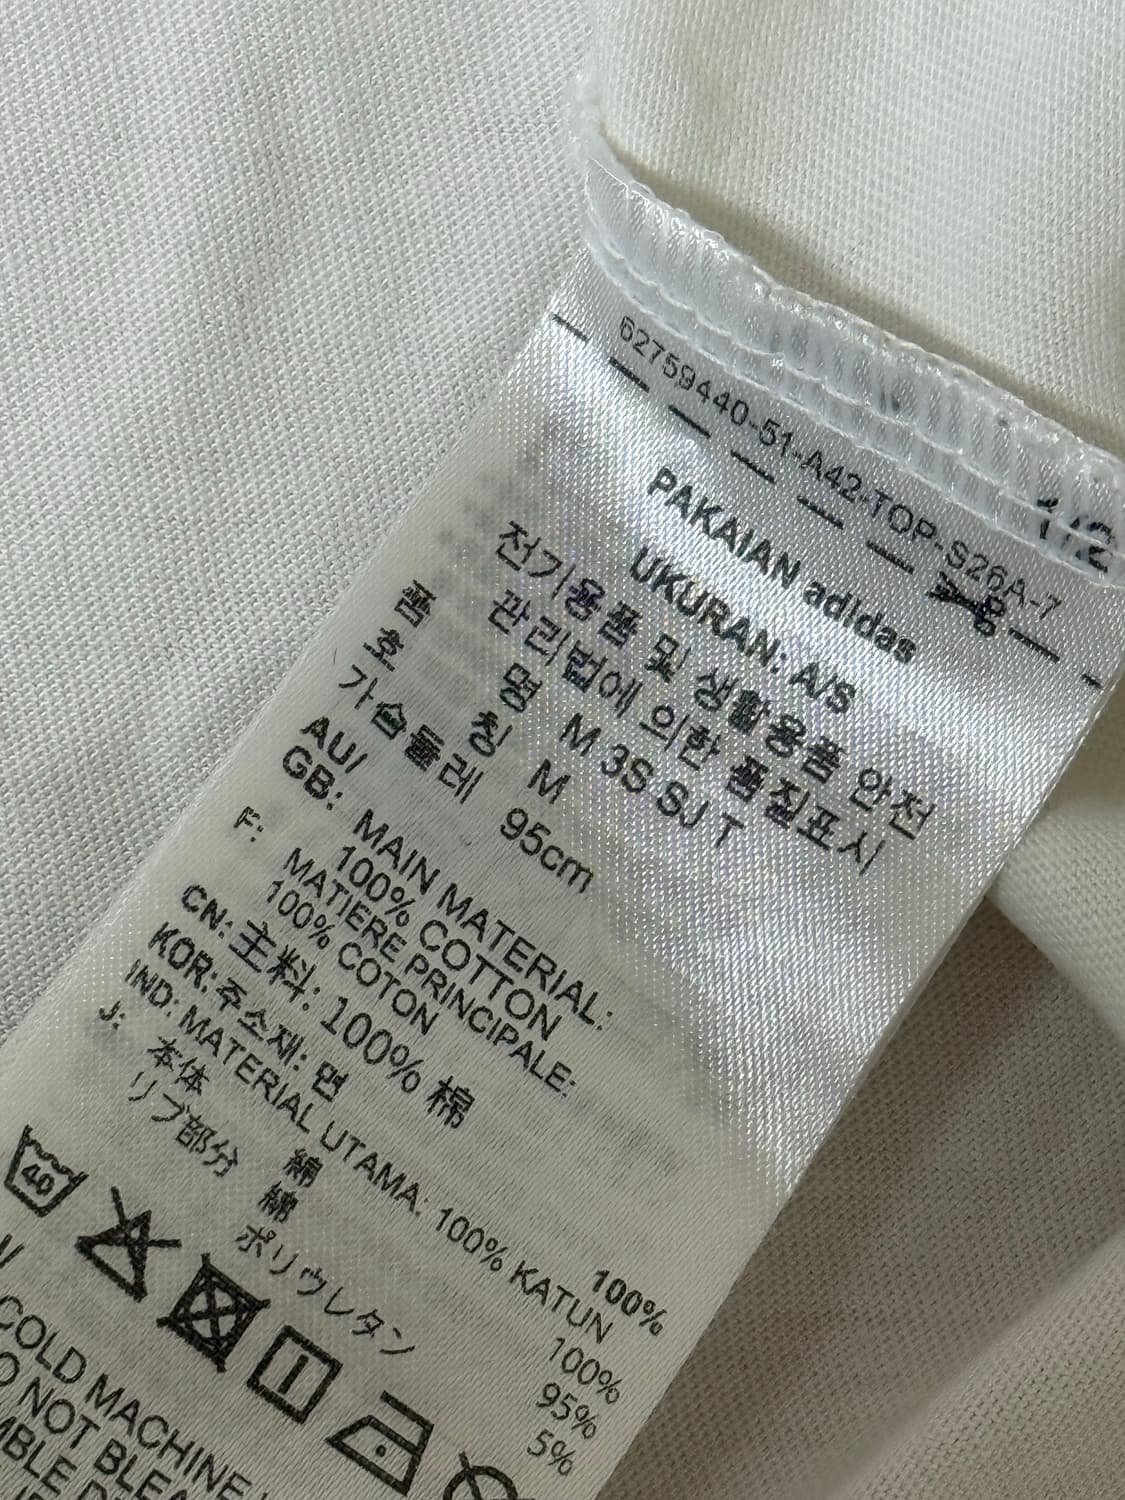 62759440-51-A42-TOP-S26A-7
1/2
PAKAIAN adidas
UKURAN: A/S
전기용품 및 생활용품 안전
관리법에 의한 품질표시
품 명 M 3S SJ T
호 칭 M
가슴둘레 95cm
AU/
GB: MAIN MATERIAL:
100% COTTON
F: MATIERE PRINCIPALE:
100% COTON
CN: 主料: 100% 棉
KOR: 주소재: 면 100%
IND: MATERIAL UTAMA: 100% KATUN
J: 本体 綿 100%
リブ部分 綿 95%
ポリウレタン 5%
40
COLD MACHINE
NOT BLEA